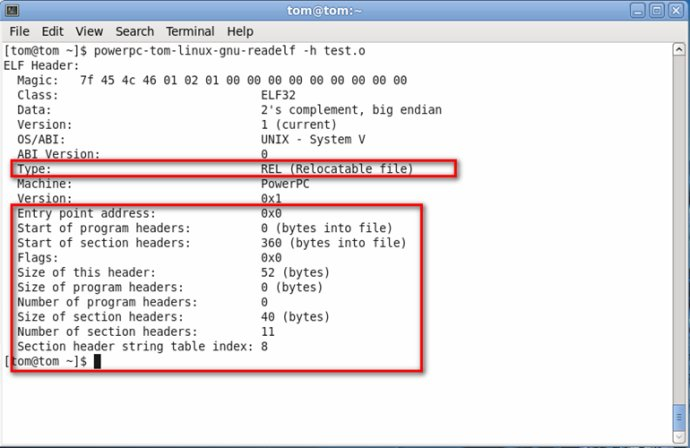 tom@tom:~
File Edit View Search Terminal Help
[tom@tom ~]$ powerpc-tom-linux-gnu-readelf -h test.o
ELF Header:
  Magic:   7f 45 4c 46 01 02 01 00 00 00 00 00 00 00 00 00
  Class:                             ELF32
  Data:                              2's complement, big endian
  Version:                           1 (current)
  OS/ABI:                            UNIX - System V
  ABI Version:                       0
  Type:                              REL (Relocatable file)
  Machine:                           PowerPC
  Version:                           0x1
  Entry point address:               0x0
  Start of program headers:          0 (bytes into file)
  Start of section headers:          360 (bytes into file)
  Flags:                             0x0
  Size of this header:               52 (bytes)
  Size of program headers:           0 (bytes)
  Number of program headers:         0
  Size of section headers:           40 (bytes)
  Number of section headers:         11
  Section header string table index: 8
[tom@tom ~]$